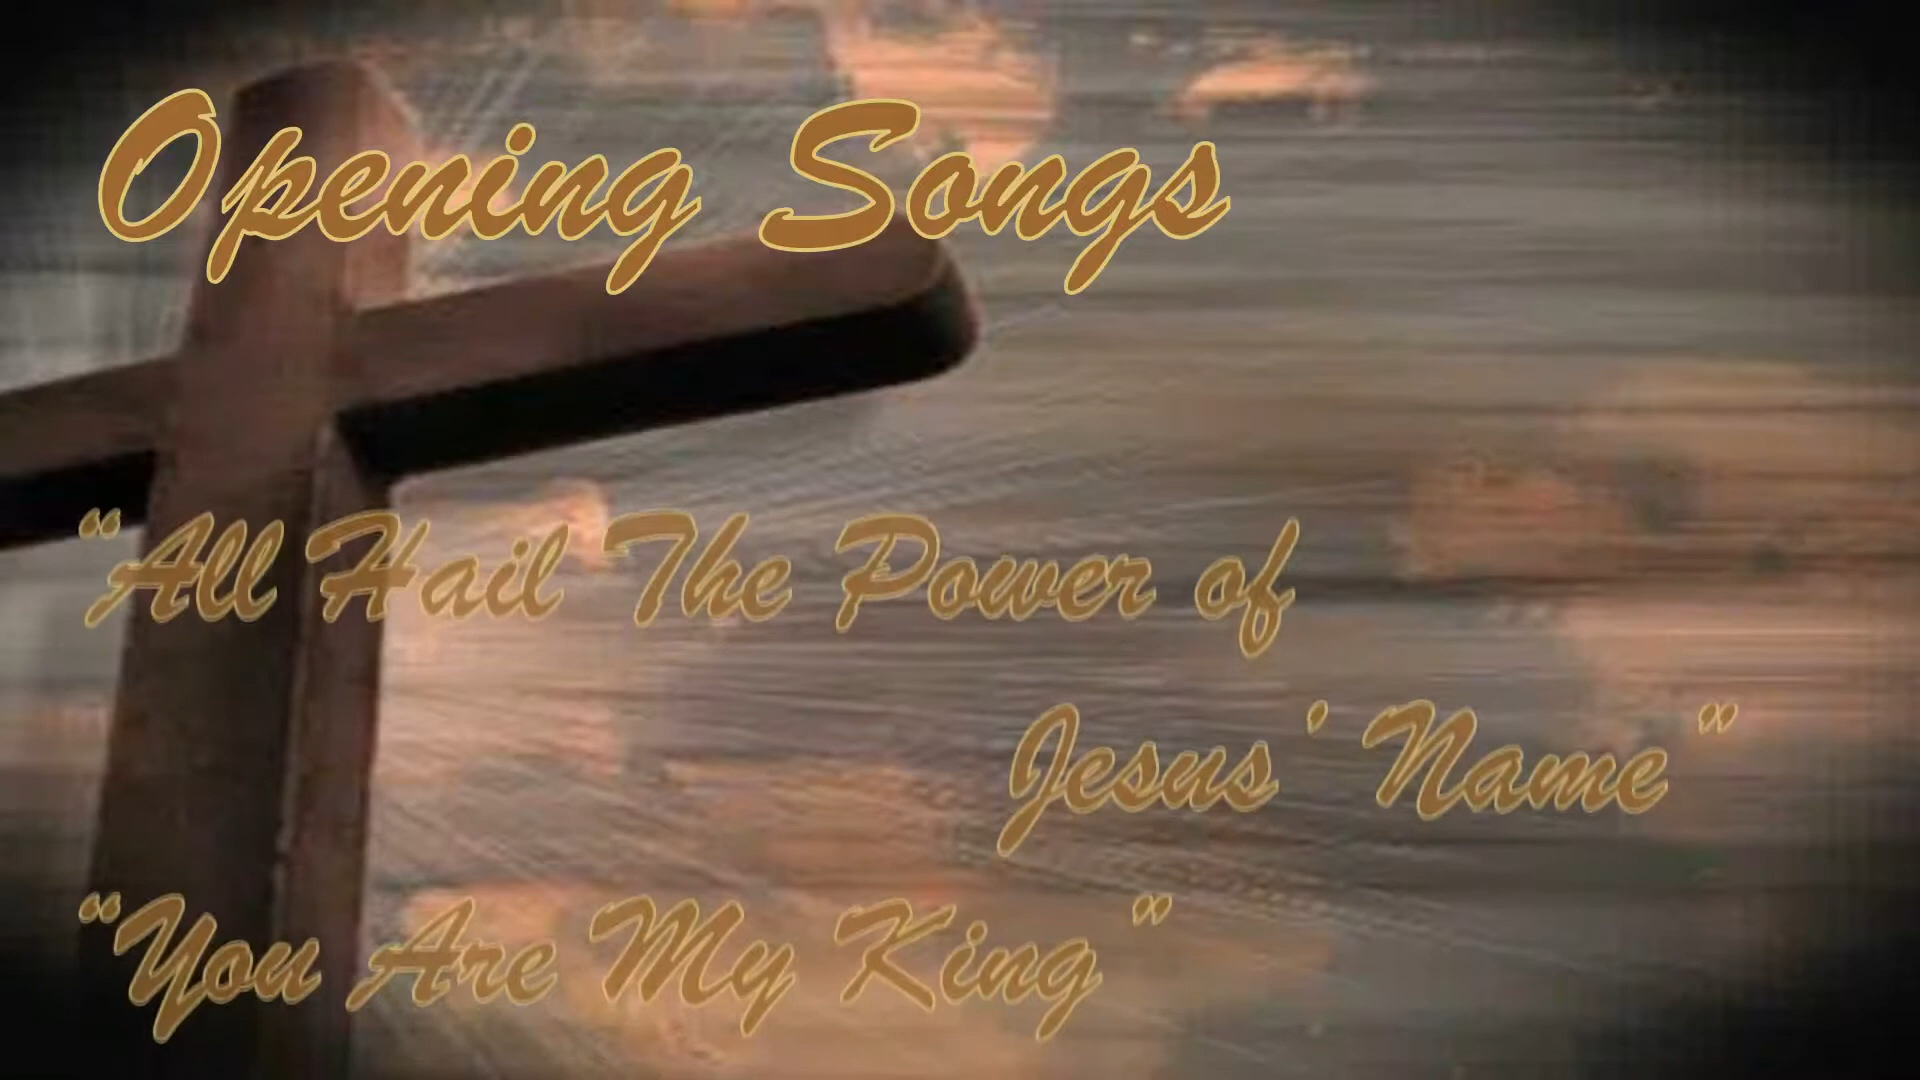 Opening Songs
“All Hail The Power of
Jesus’ Name”
“You Are My King”